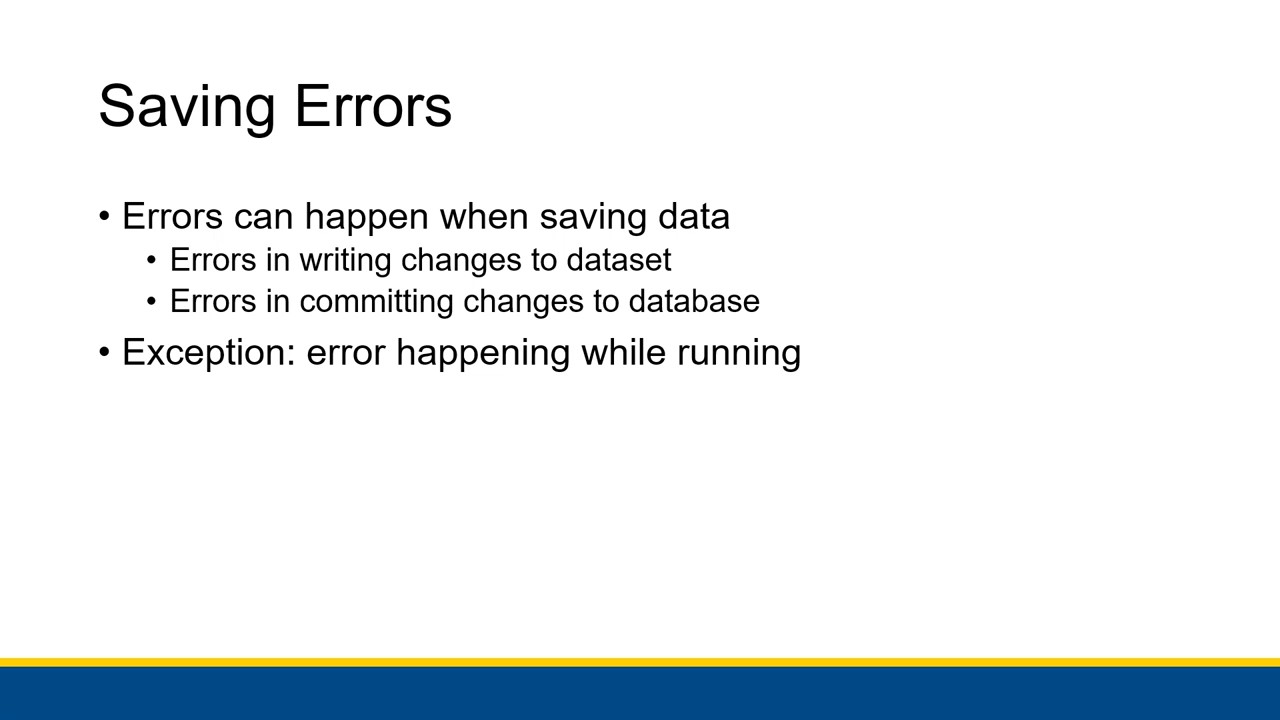 Saving Errors
• Errors can happen when saving data
• Errors in writing changes to dataset
• Errors in committing changes to database
• Exception: error happening while running